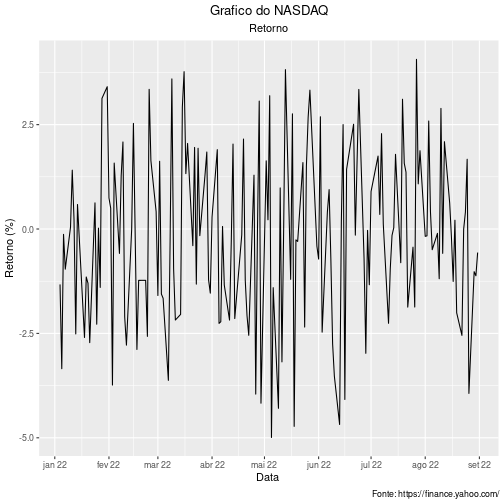 Grafico do NASDAQ
Retorno
Retorno (%)
2.5
0.0
-2.5
-5.0
jan 22 fev 22 mar 22 abr 22 mai 22 jun 22 jul 22 ago 22 set 22
Data
Fonte: https://finance.yahoo.com/